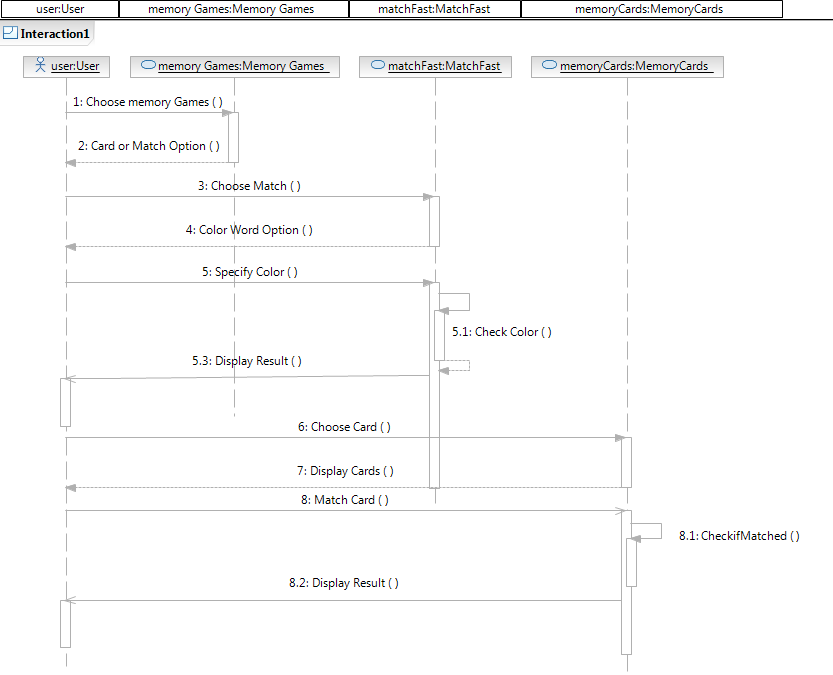 user:User memory Games:Memory Games matchFast:MatchFast memoryCards:MemoryCards
Interaction1
user:User memory Games:Memory Games matchFast:MatchFast memoryCards:MemoryCards
1: Choose memory Games ( )
2: Card or Match Option ( )
3: Choose Match ( )
4: Color Word Option ( )
5: Specify Color ( )
5.1: Check Color ( )
5.3: Display Result ( )
6: Choose Card ( )
7: Display Cards ( )
8: Match Card ( )
8.1: CheckifMatched ( )
8.2: Display Result ( )